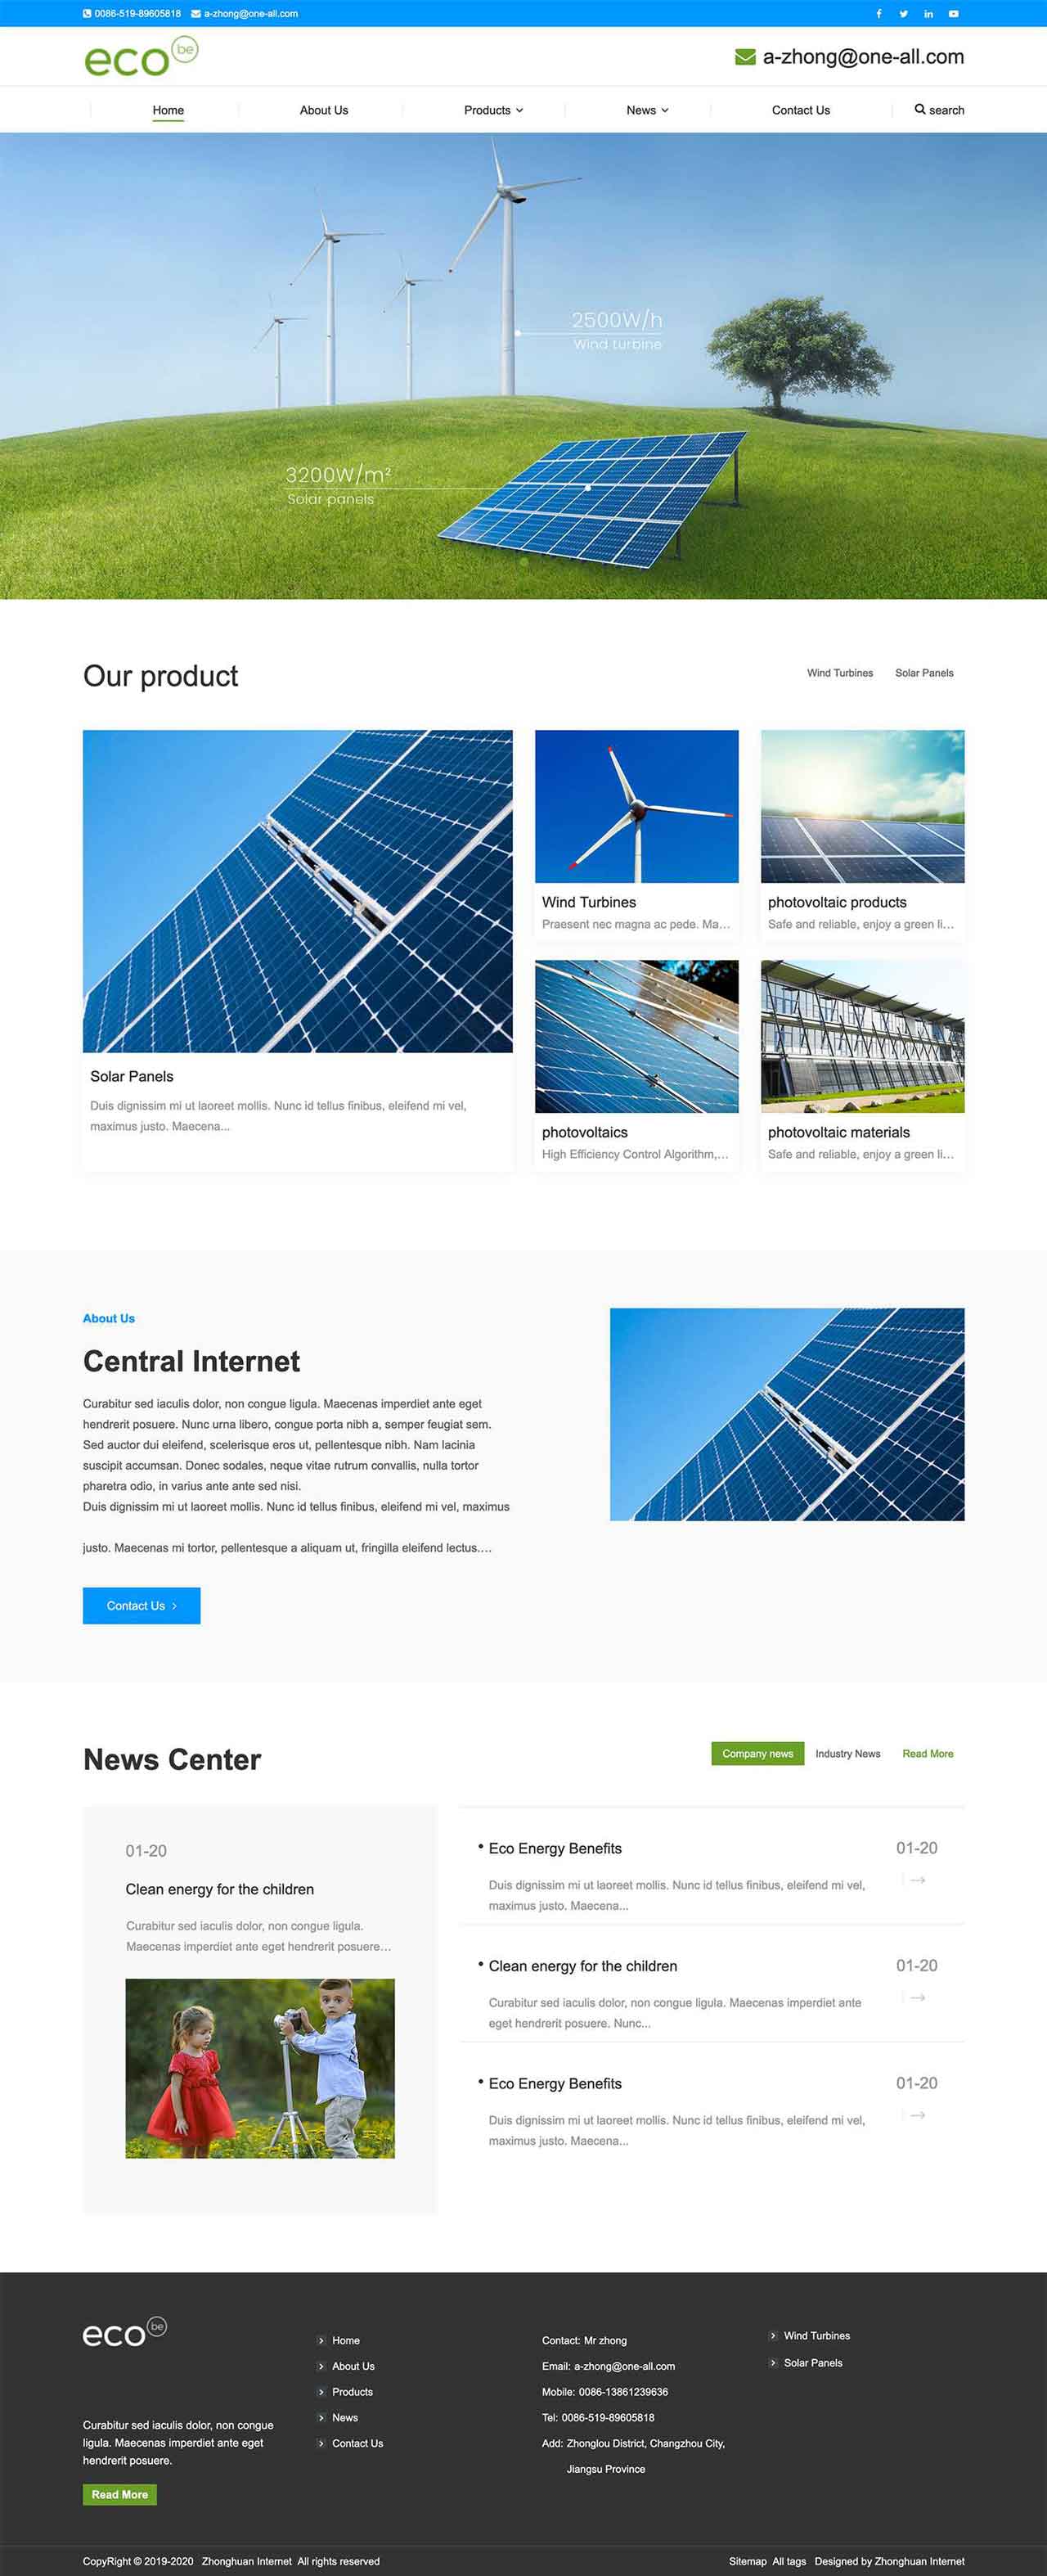 0086-519-89605818 a-zhong@one-all.com
eco be
a-zhong@one-all.com
Home About Us Products News Contact Us search
2500W/h
Wind turbine
3200W/m²
Solar panels
Our product
Wind Turbines Solar Panels
Solar Panels
Duis dignissim mi ut laoreet mollis. Nunc id tellus finibus, eleifend mi vel,
maximus justo. Maecena...
Wind Turbines
Praesent nec magna ac pede. Ma...
photovoltaic products
Safe and reliable, enjoy a green li...
photovoltaics
High Efficiency Control Algorithm,...
photovoltaic materials
Safe and reliable, enjoy a green li...
About Us
Central Internet
Curabitur sed iaculis dolor, non congue ligula. Maecenas imperdiet ante eget
hendrerit posuere. Nunc urna libero, congue porta nibh a, semper feugiat sem.
Sed auctor dui eleifend, scelerisque eros ut, pellentesque nibh. Nam lacinia
suscipit accumsan. Donec sodales, neque vitae rutrum convallis, nulla tortor
pharetra odio, in varius ante ante sed nisi.
Duis dignissim mi ut laoreet mollis. Nunc id tellus finibus, eleifend mi vel, maximus
justo. Maecenas mi tortor, pellentesque a aliquam ut, fringilla eleifend lectus....
Contact Us
News Center
Company news Industry News Read More
01-20
Clean energy for the children
Curabitur sed iaculis dolor, non congue ligula.
Maecenas imperdiet ante eget hendrerit posuere...
• Eco Energy Benefits 01-20
Duis dignissim mi ut laoreet mollis. Nunc id tellus finibus, eleifend mi vel,
maximus justo. Maecena...
• Clean energy for the children 01-20
Curabitur sed iaculis dolor, non congue ligula. Maecenas imperdiet ante
eget hendrerit posuere. Nunc...
• Eco Energy Benefits 01-20
Duis dignissim mi ut laoreet mollis. Nunc id tellus finibus, eleifend mi vel,
maximus justo. Maecena...
eco be
Curabitur sed iaculis dolor, non congue
ligula. Maecenas imperdiet ante eget
hendrerit posuere.
Read More
Home
About Us
Products
News
Contact Us
Contact: Mr zhong
Email: a-zhong@one-all.com
Mobile: 0086-13861239636
Tel: 0086-519-89605818
Add: Zhonglou District, Changzhou City,
Jiangsu Province
Wind Turbines
Solar Panels
CopyRight © 2019-2020 Zhonghuan Internet All rights reserved
Sitemap All tags Designed by Zhonghuan Internet